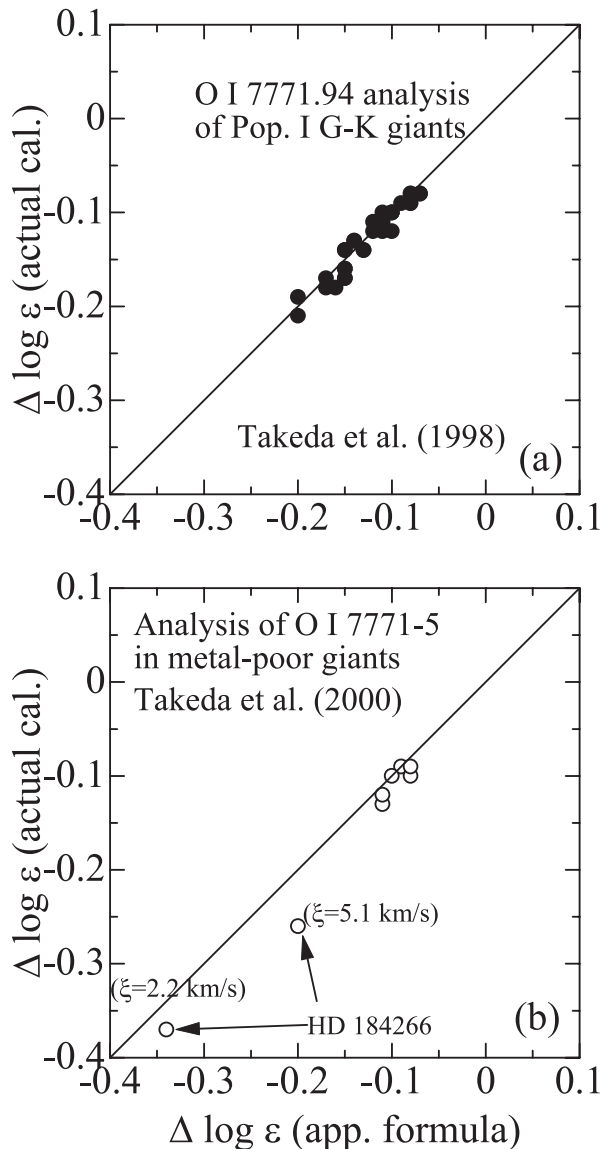 0.1
O I 7771.94 analysis
0
of Pop. I G-K giants
-0.1
Δ log ε (actual cal.)
-0.2
-0.3
Takeda et al. (1998)
(a)
-0.4
-0.4 -0.3 -0.2 -0.1 0 0.1
0.1
Analysis of O I 7771-5
in metal-poor giants
0
Takeda et al. (2000)
-0.1
Δ log ε (actual cal.)
-0.2
(ξ=5.1 km/s)
-0.3
(ξ=2.2 km/s)
HD 184266
(b)
-0.4
-0.4 -0.3 -0.2 -0.1 0 0.1
Δ log ε (app. formula)